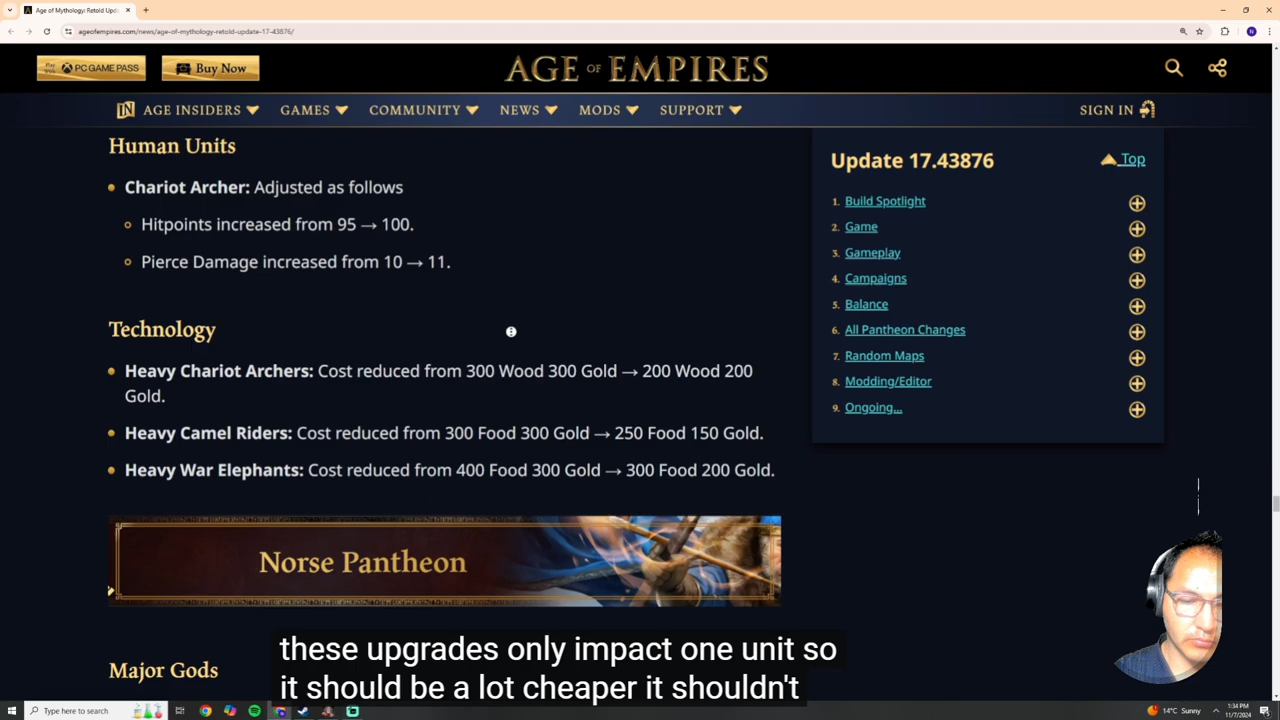 Age of Mythology: Retold Upd
ageofempires.com/news/age-of-mythology-retold-update-17-43876/
PC GAME PASS
Buy Now
AGE OF EMPIRES
AGE INSIDERS
GAMES
COMMUNITY
NEWS
MODS
SUPPORT
SIGN IN
Human Units
Chariot Archer: Adjusted as follows
Hitpoints increased from 95 → 100.
Pierce Damage increased from 10 → 11.
Technology
Heavy Chariot Archers: Cost reduced from 300 Wood 300 Gold → 200 Wood 200
Gold.
Heavy Camel Riders: Cost reduced from 300 Food 300 Gold → 250 Food 150 Gold.
Heavy War Elephants: Cost reduced from 400 Food 300 Gold → 300 Food 200 Gold.
Norse Pantheon
Major Gods
Update 17.43876
Top
1. Build Spotlight
2. Game
3. Gameplay
4. Campaigns
5. Balance
6. All Pantheon Changes
7. Random Maps
8. Modding/Editor
9. Ongoing...
these upgrades only impact one unit so
it should be a lot cheaper it shouldn't
Type here to search
14°C Sunny
1:34 PM
11/7/2024